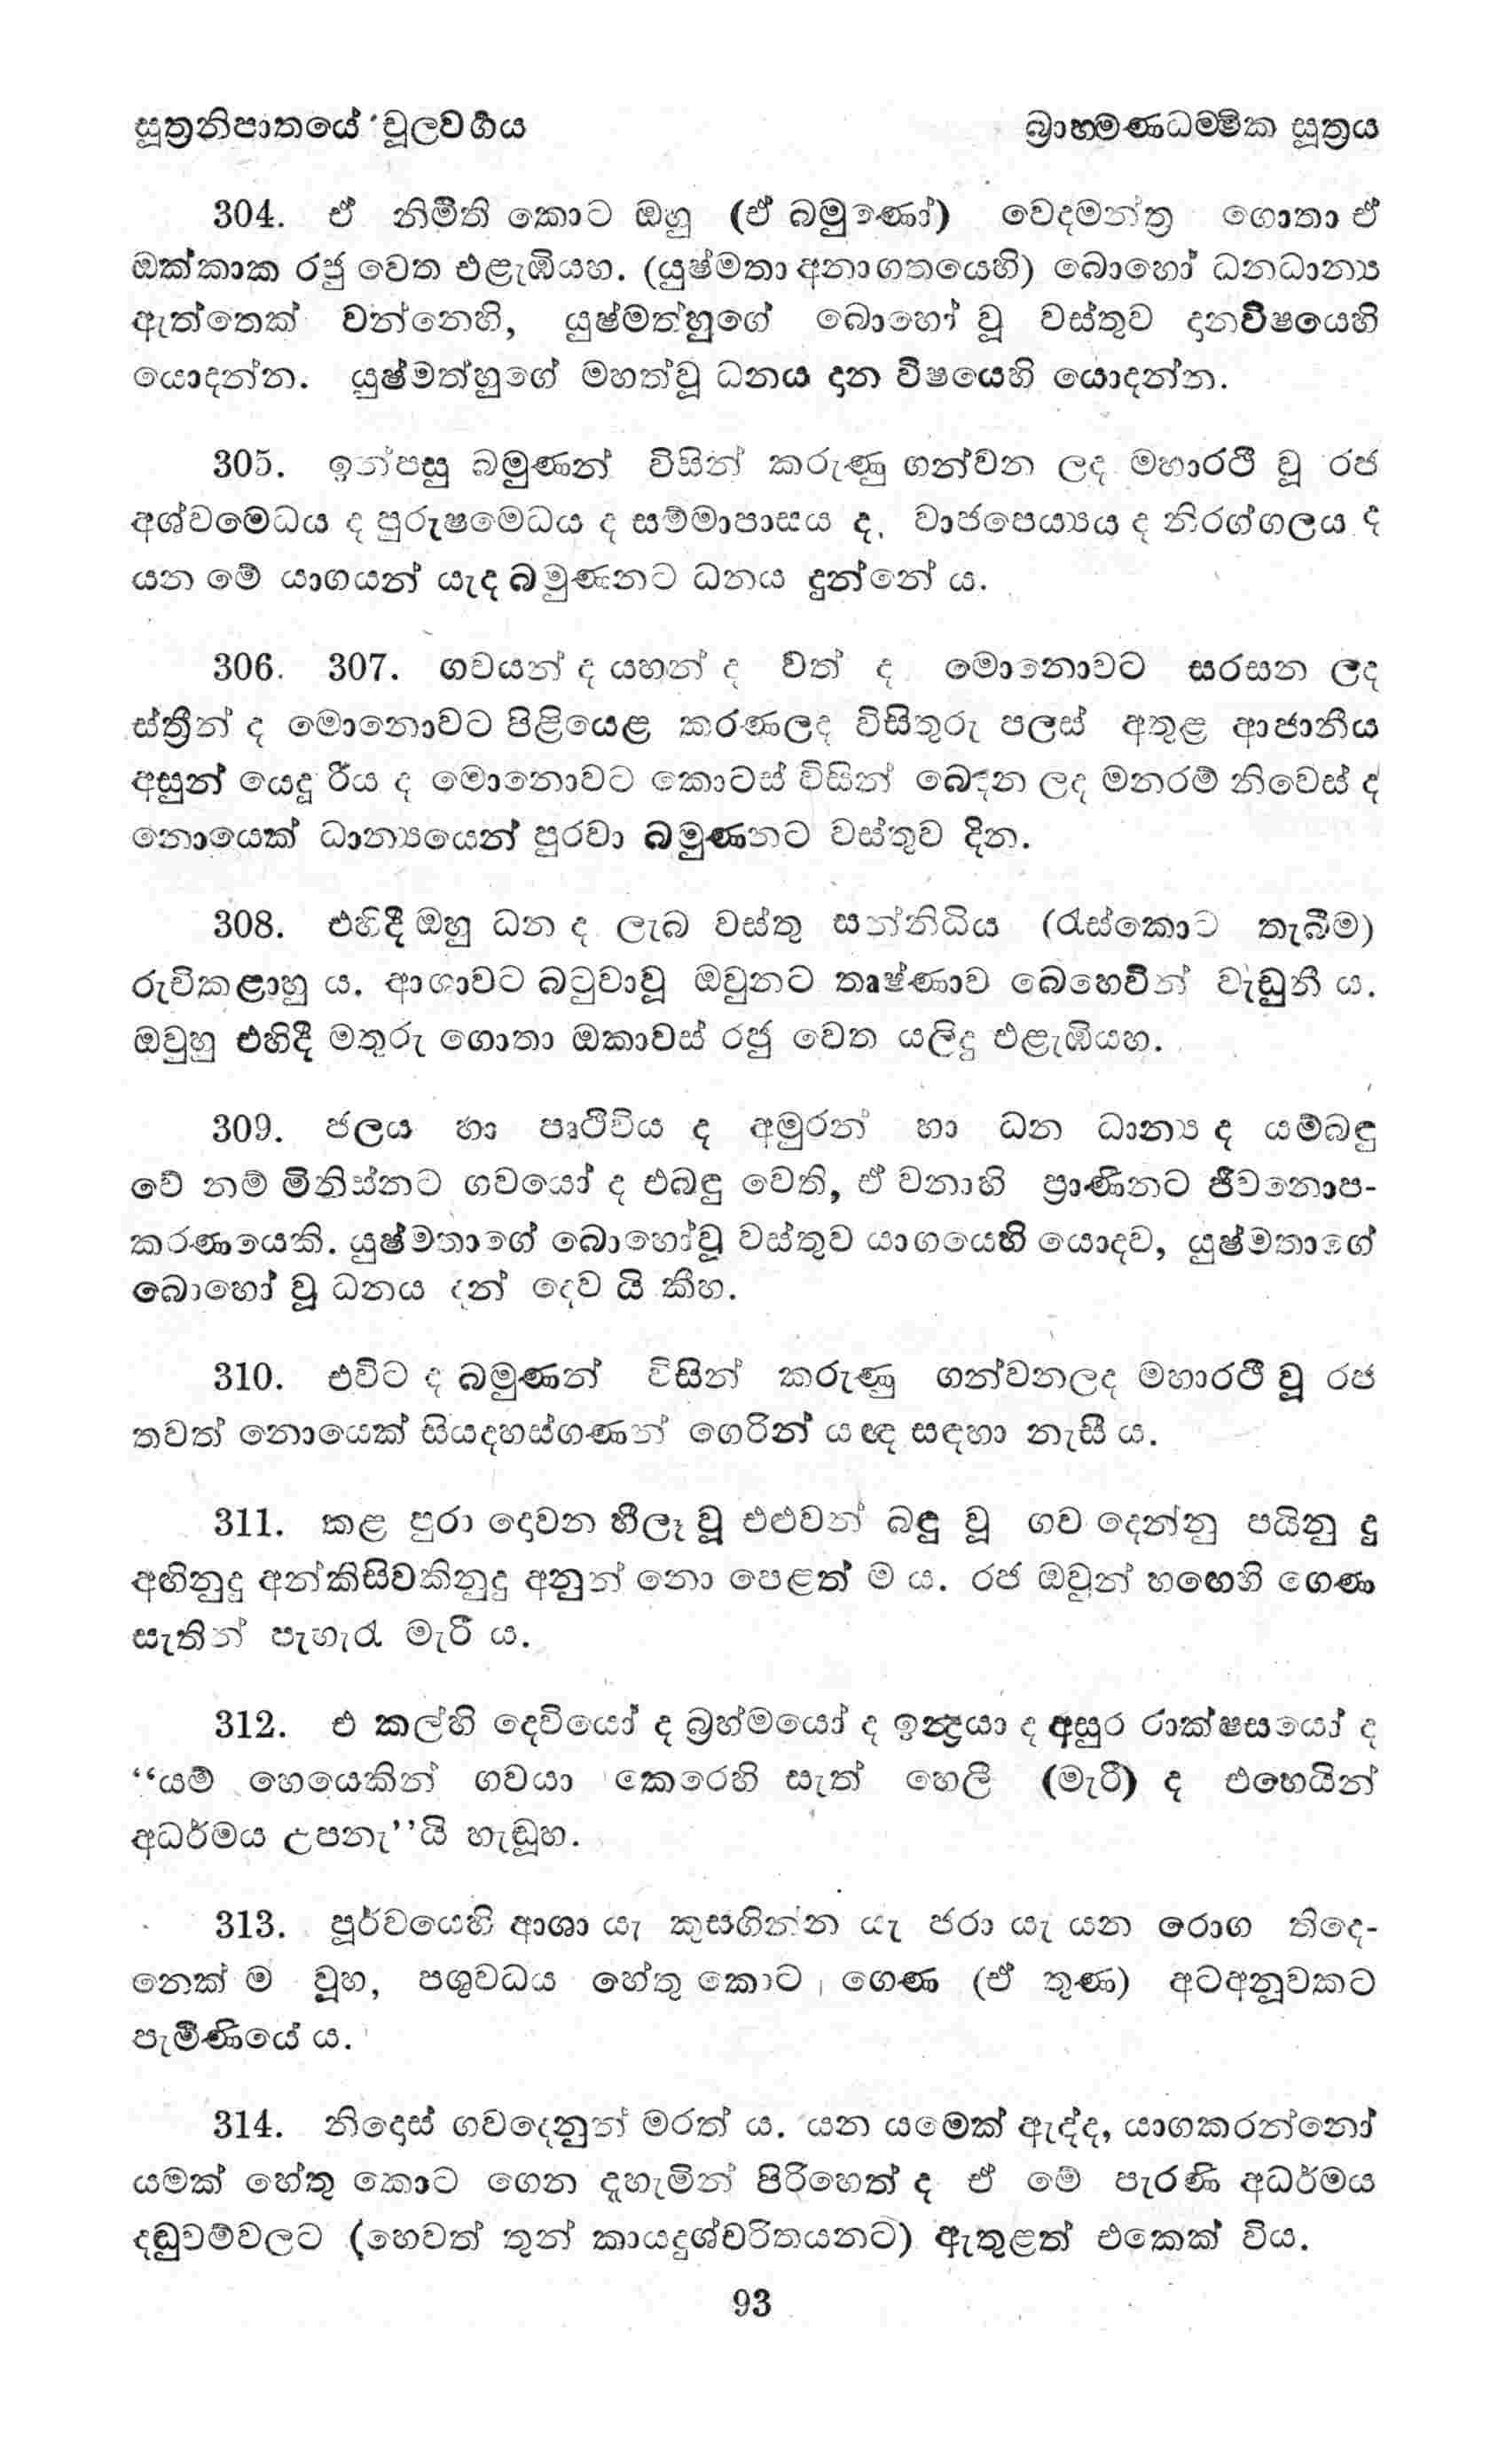 සූත්‍රනිපාතයේ චූලවර්‍ගය බ්‍රාහ්මණධම්මික සූත්‍රය
304. ඒ නිමිති කොට ඔහු (ඒ බමුණෝ) වෙදමන්ත්‍ර ගොතා ඒ
ඔක්කාක රජු වෙත එළැඹියහ. (යුෂ්මතා අනාගතයෙහි) බොහෝ ධනධාන්‍ය
ඇත්තෙක් වන්නෙහි, යුෂ්මත්හුගේ බොහෝ වූ වස්තුව දානවිෂයෙහි
යොදන්න. යුෂ්මත්හුගේ මහත්වූ ධනය දාන විෂයෙහි යොදන්න.
305. ඉන්පසු බමුණන් විසින් කරුණු ගන්වන ලද මහාරථී වූ රජ
අශ්වමෙධය ද පුරුෂමෙධය ද සම්මාපාසය ද, වාජපෙය්‍යය ද නිරග්ගලය ද
යන මේ යාගයන් යැද බමුණනට ධනය දුන්නේ ය.
306. 307. ගවයන් ද යහන් ද වත් ද මොනොවට සරසන ලද
ස්ත්‍රීන් ද මොනොවට පිළියෙළ කරණලද විසිතුරු පලස් අතුළ ආජානීය
අසුන් යෙදූ රීය ද මොනොවට කොටස් විසින් බෙදන ලද මනරම් නිවෙස් ද
නොයෙක් ධාන්‍යයෙන් පුරවා බමුණනට වස්තුව දින.
308. එහිදී ඔහු ධන ද ලැබ වස්තු සන්නිධිය (රැස්කොට තැබීම)
රුචිකළාහු ය. ආශාවට බටුවාවූ ඔවුනට තෘෂ්ණාව බෙහෙවින් වැඩුනී ය.
ඔවුහු එහිදී මතුරු ගොතා ඔකාවස් රජු වෙත යලිදු එළැඹියහ.
309. ජලය හා පෘථිවිය ද අමුරන් හා ධන ධාන්‍ය ද යම්බඳු
වේ නම් මිනිස්නට ගවයෝ ද එබඳු වෙති, ඒ වනාහි ප්‍රාණීනට ජීවනොප-
කරණයෙකි. යුෂ්මතාගේ බොහෝවූ වස්තුව යාගයෙහි යොදව, යුෂ්මතාගේ
බොහෝ වූ ධනය දන් දෙව යි කීහ.
310. එවිට ද බමුණන් විසින් කරුණු ගන්වනලද මහාරථී වූ රජ
තවත් නොයෙක් සියදහස්ගණන් ගෙරින් යඥ සඳහා නැසී ය.
311. කළ පුරා දෙවන හීලෑ වූ එළුවන් බඳු වූ ගව දෙන්නු පයිනු දු
අඟිනුදු අන්කිසිවකිනුදු අනුන් නො පෙළත් ම ය. රජ ඔවුන් හඟෙහි ගෙණ
සැතින් පැහැර මැරී ය.
312. එ කල්හි දෙවියෝ ද බ්‍රහ්මයෝ ද ඉන්‍ද්‍රයා ද අසුර රාක්ෂසයෝ ද
“යම් හෙයෙකින් ගවයා කෙරෙහි සැත් හෙලී (මැරී) ද එහෙයින්
අධර්මය උපනැ”යි හැඬූහ.
313. පූර්වයෙහි ආශා යැ කුසගින්න යැ ජරා යැ යන රොග තිදෙ-
නෙක් ම වූහ, පශුවධය හේතු කොට ගෙණ (ඒ තුණ) අටඅනූවකට
පැමිණියේ ය.
314. නිදොස් ගවදෙනුන් මරත් ය. යන යමෙක් ඇද්ද, යාගකරන්නෝ
යමක් හේතු කොට ගෙන දැහැමින් පිරිහෙත් ද ඒ මේ පැරණි අධර්මය
දඬුවම්වලට (හෙවත් තුන් කායදුශ්චරිතයනට) ඇතුළත් එකෙක් විය.
93